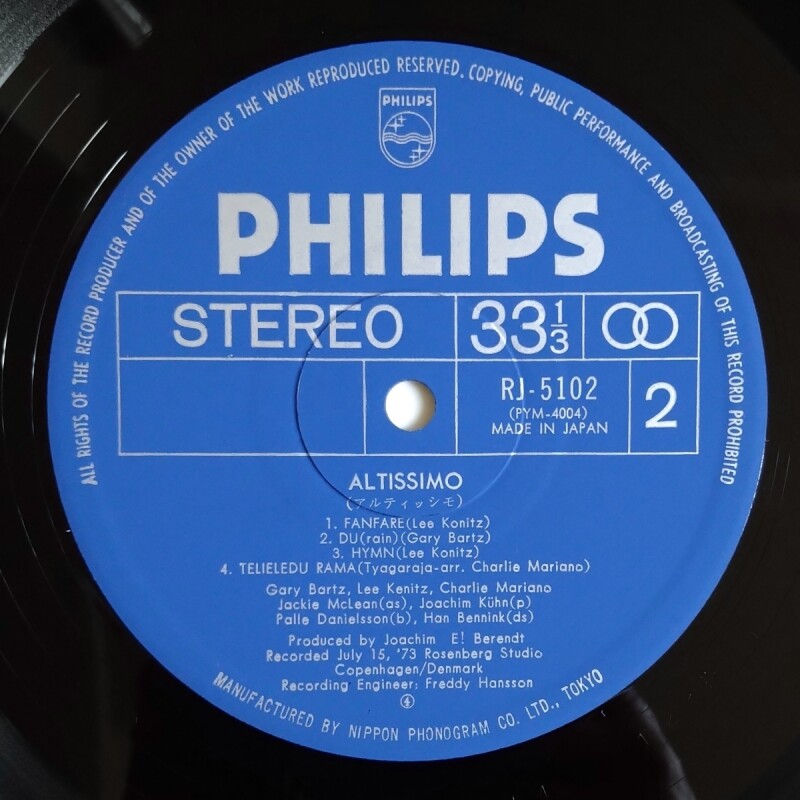 ALL RIGHTS OF THE RECORD PRODUCER AND OF THE OWNER OF THE WORK REPRODUCED RESERVED. COPYING, PUBLIC PERFORMANCE AND BROADCASTING OF THIS RECORD PROHIBITED
PHILIPS
PHILIPS
STEREO 33 1/3
RJ-5102
(PYM-4004)
MADE IN JAPAN
2
ALTISSIMO
(アルティッシモ)
1. FANFARE(Lee Konitz)
2. DU(rain)(Gary Bartz)
3. HYMN(Lee Konitz)
4. TELIELEDU RAMA(Tyagaraja-arr. Charlie Mariano)
Gary Bartz, Lee Kenitz, Charlie Mariano
Jackie McLean(as), Joachim Kühn(p)
Palle Danielsson(b), Han Bennink(ds)
Produced by Joachim E! Berendt
Recorded July 15, '73 Rosenberg Studio
Copenhagen/Denmark
Recording Engineer: Freddy Hansson
④
MANUFACTURED BY NIPPON PHONOGRAM CO. LTD., TOKYO